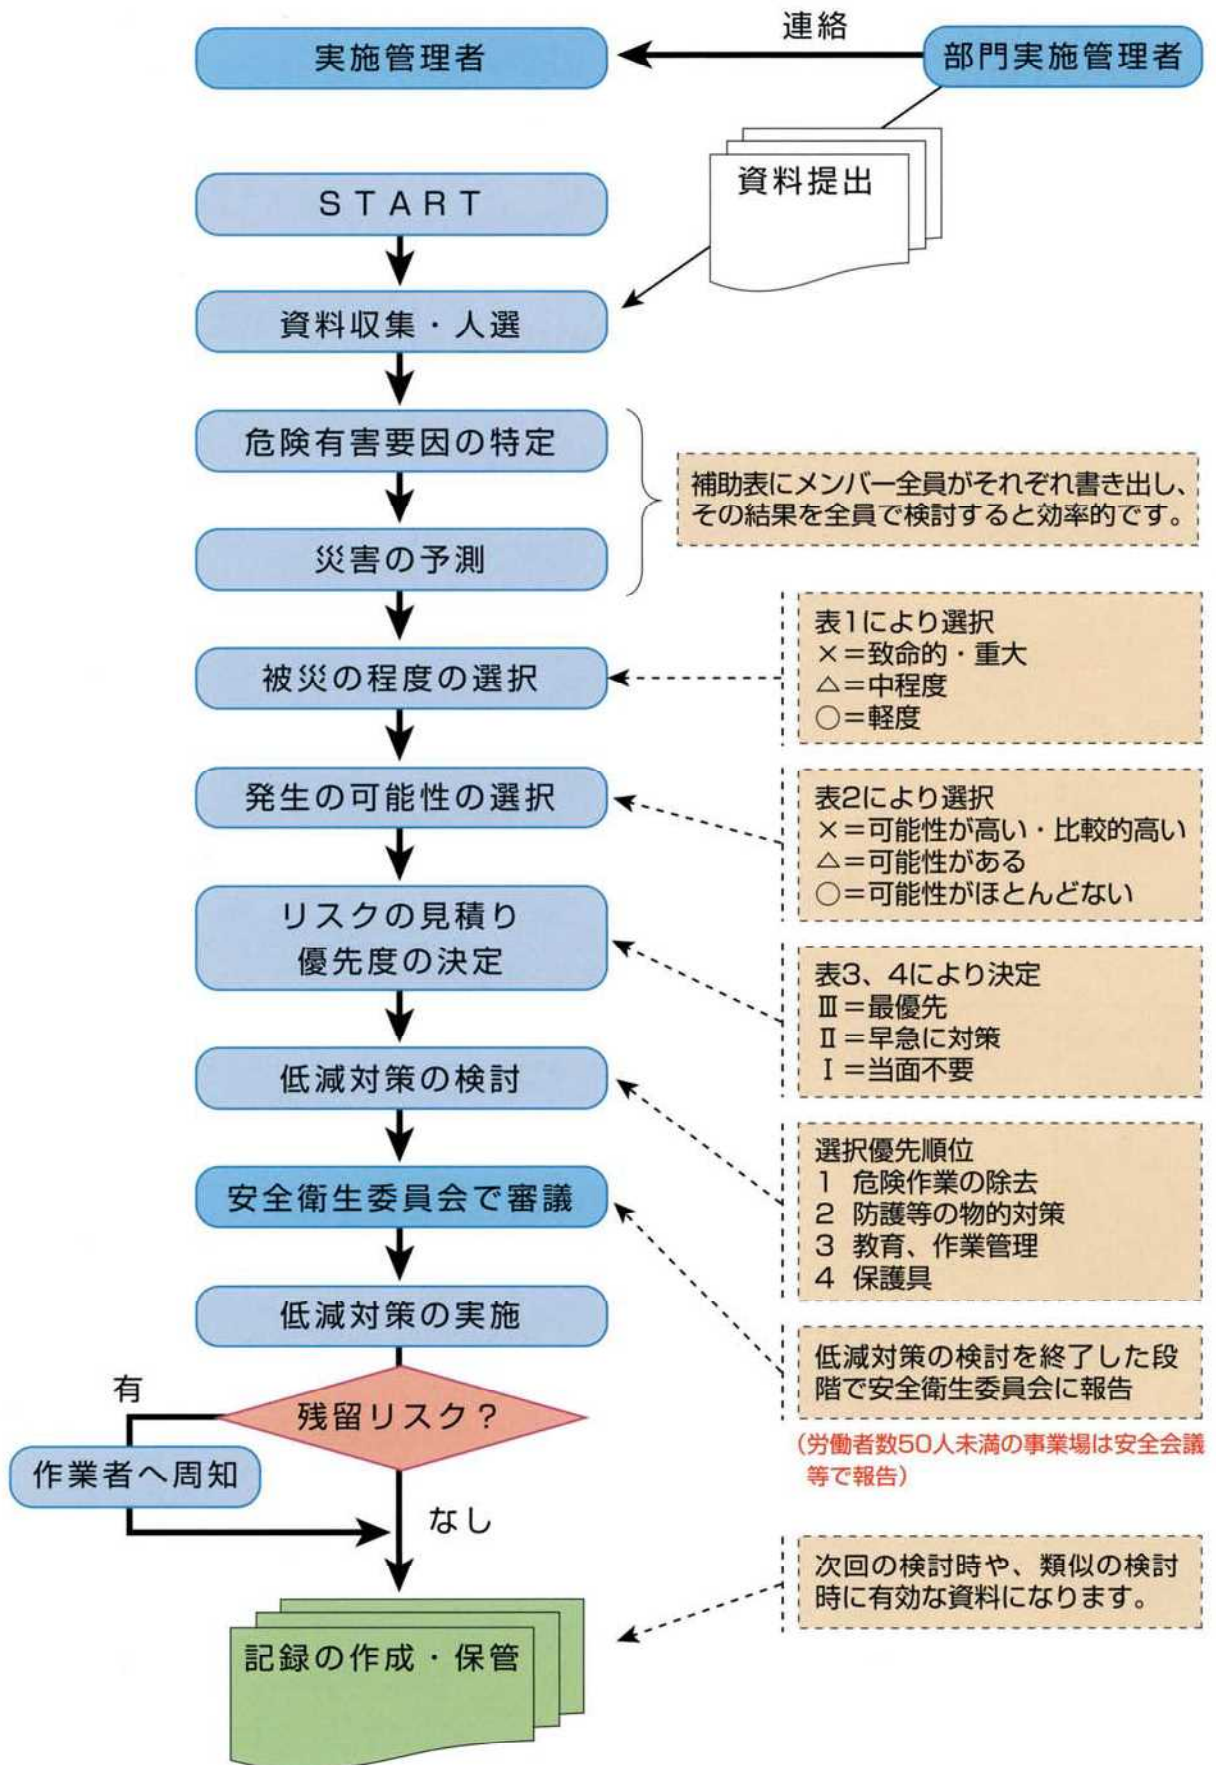 連絡
実施管理者
部門実施管理者
資料提出
START
資料収集・人選
危険有害要因の特定
補助表にメンバー全員がそれぞれ書き出し、
その結果を全員で検討すると効率的です。
災害の予測
表1により選択
×＝致命的・重大
△＝中程度
○＝軽度
被災の程度の選択
発生の可能性の選択
表2により選択
×＝可能性が高い・比較的高い
△＝可能性がある
○＝可能性がほとんどない
リスクの見積り
優先度の決定
表3、4により決定
Ⅲ＝最優先
Ⅱ＝早急に対策
Ⅰ＝当面不要
低減対策の検討
選択優先順位
1 危険作業の除去
2 防護等の物的対策
3 教育、作業管理
4 保護具
安全衛生委員会で審議
低減対策の実施
低減対策の検討を終了した段
階で安全衛生委員会に報告
(労働者数50人未満の事業場は安全会議
等で報告)
有
残留リスク？
作業者へ周知
なし
次回の検討時や、類似の検討
時に有効な資料になります。
記録の作成・保管